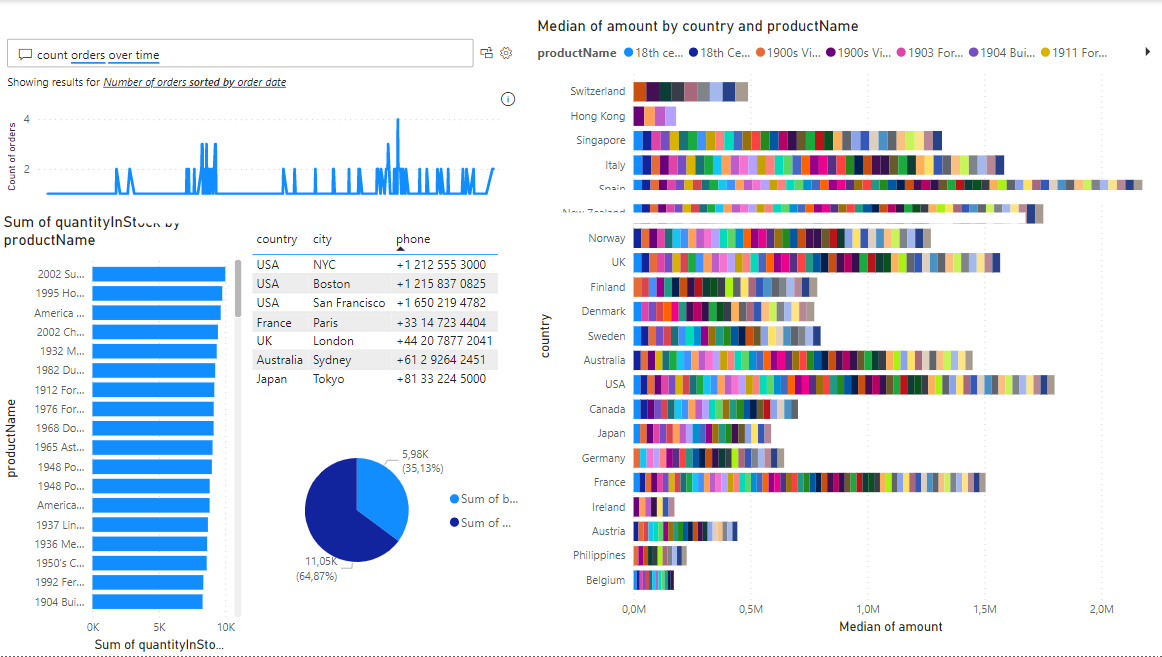 count orders over time
Showing results for Number of orders sorted by order date
Count of orders
4
2
Sum of quantityInStock by
productName
productName
2002 Su...
1995 Ho...
America ...
2002 Ch...
1932 M...
1982 Du...
1912 For...
1976 For...
1968 Do...
1965 Ast...
1948 Po...
1948 Po...
America...
1937 Lin...
1936 Me...
1950's C...
1992 Fer...
1904 Bui...
0K 5K 10K
Sum of quantityInSto...
country city phone
USA NYC +1 212 555 3000
USA Boston +1 215 837 0825
USA San Francisco +1 650 219 4782
France Paris +33 14 723 4404
UK London +44 20 7877 2041
Australia Sydney +61 2 9264 2451
Japan Tokyo +81 33 224 5000
5,98K
(35,13%)
11,05K
(64,87%)
Sum of b...
Sum of ...
Median of amount by country and productName
productName 18th ce... 18th Ce... 1900s Vi... 1900s Vi... 1903 For... 1904 Bui... 1911 For...
country
Switzerland
Hong Kong
Singapore
Italy
Spain
New Zealand
Norway
UK
Finland
Denmark
Sweden
Australia
USA
Canada
Japan
Germany
France
Ireland
Austria
Philippines
Belgium
0,0M 0,5M 1,0M 1,5M 2,0M
Median of amount